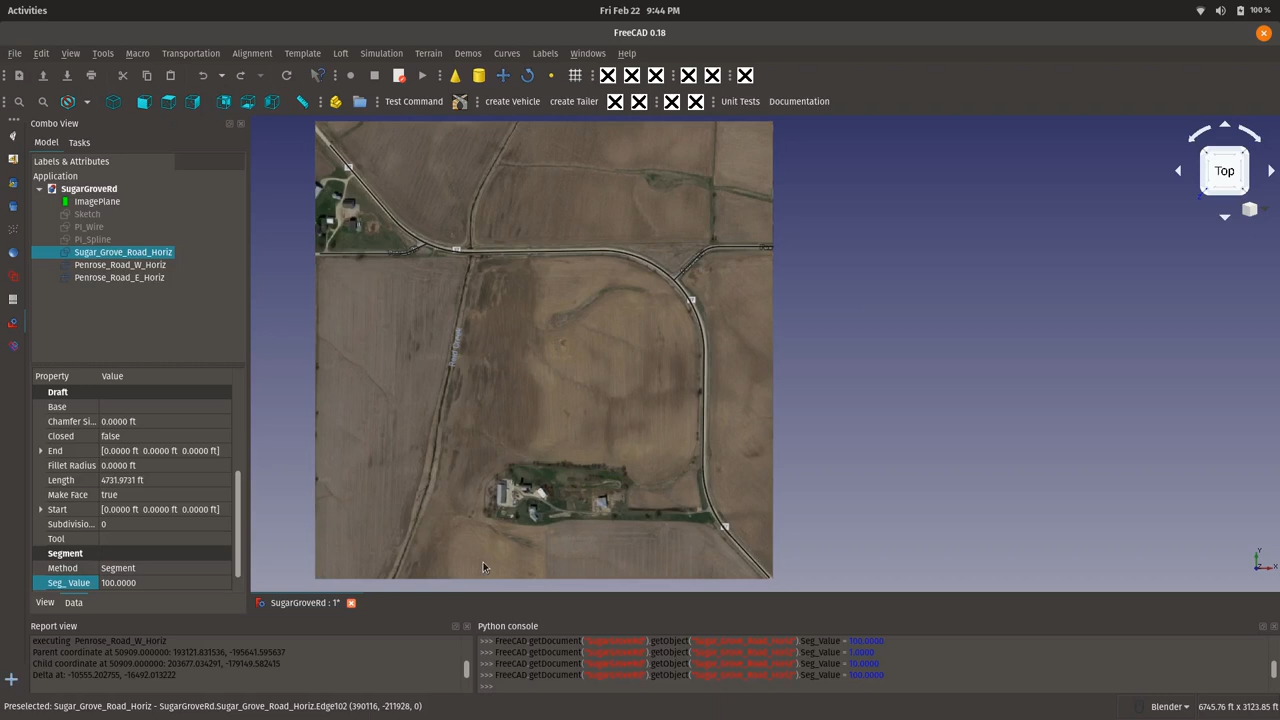 Activities
Fri Feb 22 9:44 PM
100 %
FreeCAD 0.18
File Edit View Tools Macro Transportation Alignment Template Loft Simulation Terrain Demos Curves Labels Windows Help
Test Command create Vehicle create Tailer Unit Tests Documentation
Combo View
Model Tasks
Labels & Attributes
Application
SugarGroveRd
ImagePlane
Sketch
PI_Wire
PI_Spline
Sugar_Grove_Road_Horiz
Penrose_Road_W_Horiz
Penrose_Road_E_Horiz
Top
Property Value
Draft
Base
Chamfer Si... 0.0000 ft
Closed false
End [0.0000 ft 0.0000 ft 0.0000 ft]
Fillet Radius 0.0000 ft
Length 4731.9731 ft
Make Face true
Start [0.0000 ft 0.0000 ft 0.0000 ft]
Subdivisio... 0
Tool
Segment
Method Segment
Seg_ Value 100.0000
View Data
SugarGroveRd : 1*
Report view
executing Penrose_Road_W_Horiz
Parent coordinate at 50909.000000: 193121.831536, -195641.595637
Child coordinate at 50909.000000: 203677.034291, -179149.582415
Delta at: -10555.202755, -16492.013222
Python console
>>> FreeCAD getDocument("SugarGroveRd") getObject("Sugar_Grove_Road_Horiz") Seg_Value = 100.0000
>>> FreeCAD getDocument("SugarGroveRd") getObject("Sugar_Grove_Road_Horiz") Seg_Value = 1.0000
>>> FreeCAD getDocument("SugarGroveRd") getObject("Sugar_Grove_Road_Horiz") Seg_Value = 10.0000
>>> FreeCAD getDocument("SugarGroveRd") getObject("Sugar_Grove_Road_Horiz") Seg_Value = 100.0000
>>>
Preselected: Sugar_Grove_Road_Horiz - SugarGroveRd.Sugar_Grove_Road_Horiz.Edge102 (390116, -211928, 0)
Blender
6745.76 ft x 3123.85 ft